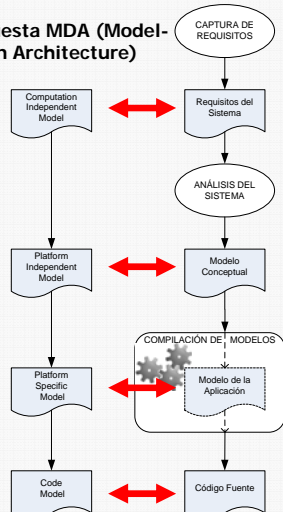 uesta MDA (Model-
n Architecture)
CAPTURA DE
REQUISITOS
Computation
Independent
Model
Requisitos del
Sistema
ANÁLISIS DEL
SISTEMA
Platform
Independent
Model
Modelo
Conceptual
COMPILACIÓN DE MODELOS
Platform
Specific
Model
Modelo de la
Aplicación
Code
Model
Código Fuente